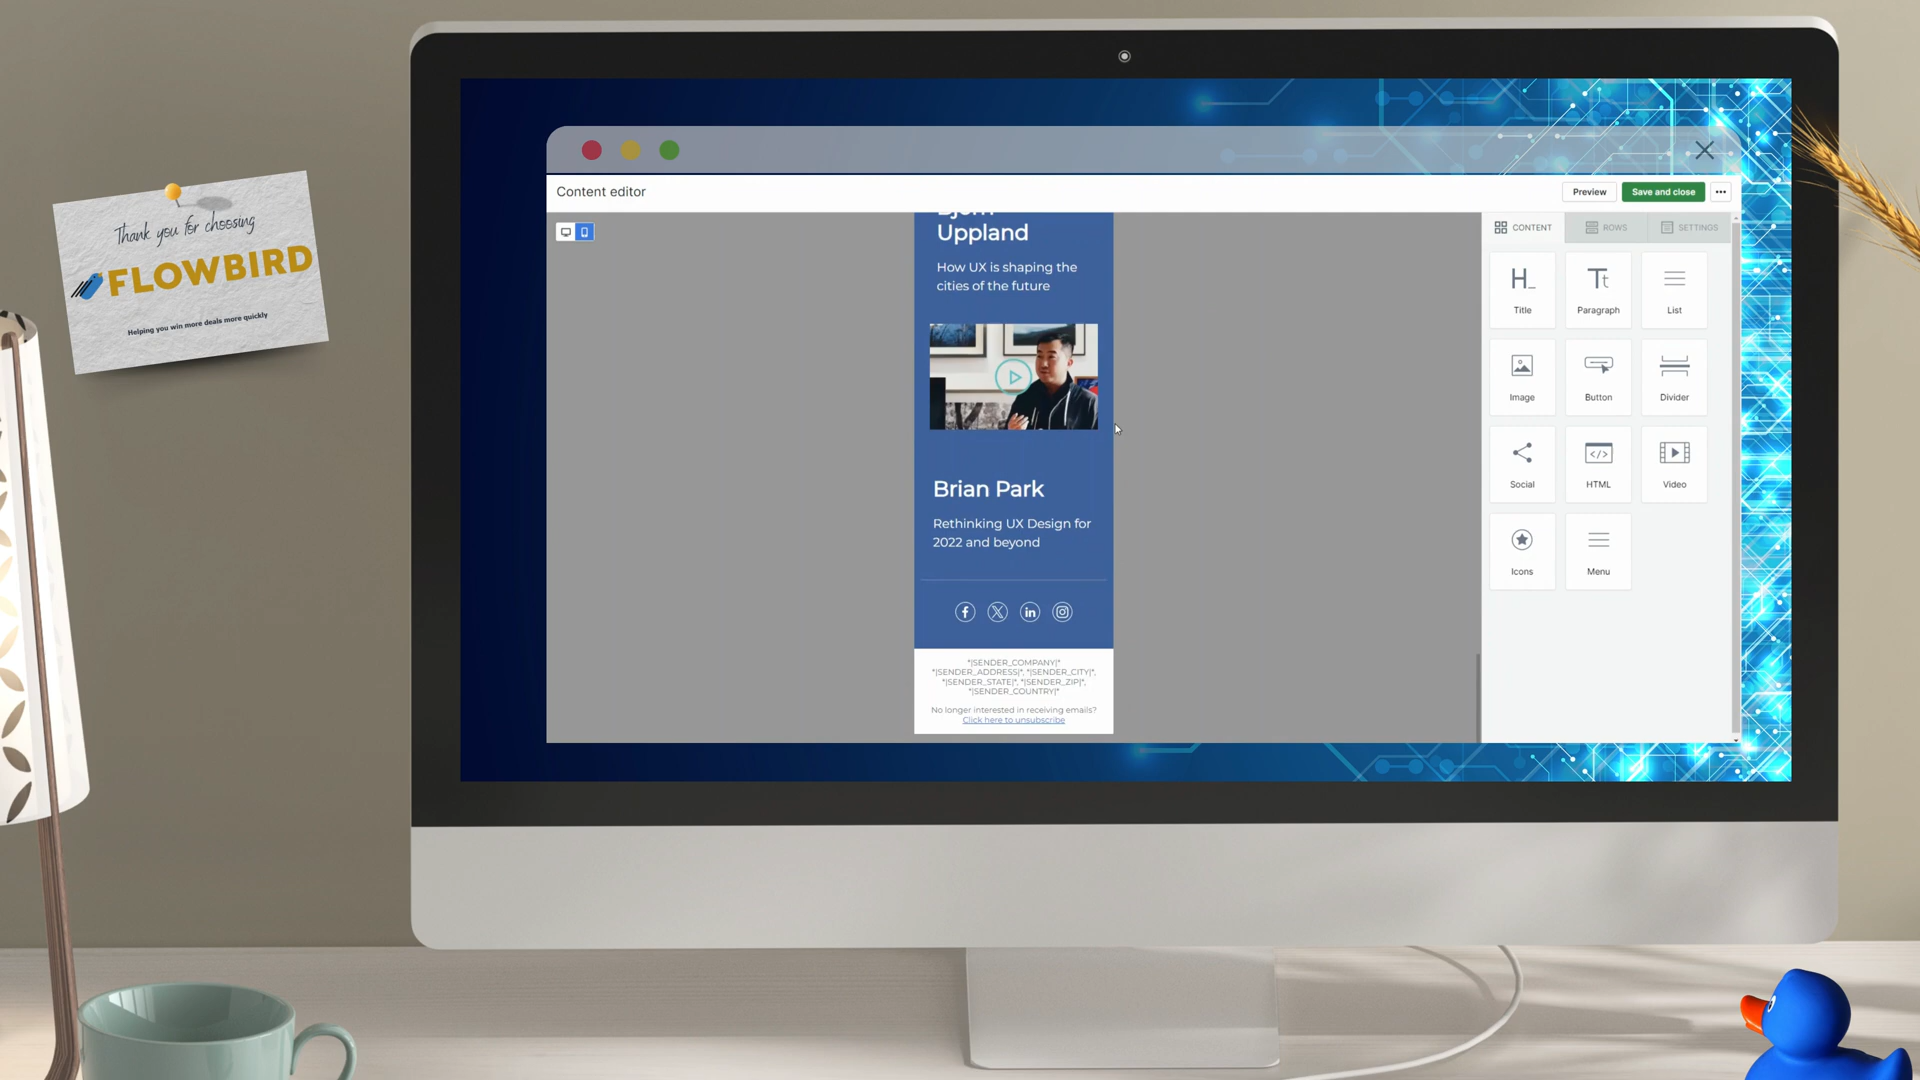 Thank you for choosing
FLOWBIRD
Helping you win more deals more quickly
Content editor
Preview
Save and close
CONTENT
ROWS
SETTINGS
Uppland
How UX is shaping the
cities of the future
Brian Park
Rethinking UX Design for
2022 and beyond
*|SENDER_COMPANY|*
*|SENDER_ADDRESS|*, *|SENDER_CITY|*,
*|SENDER_STATE|*, *|SENDER_ZIP|*,
*|SENDER_COUNTRY|*
No longer interested in receiving emails?
Click here to unsubscribe
H_
Tt
Title
Paragraph
List
Image
Button
Divider
Social
HTML
Video
Icons
Menu